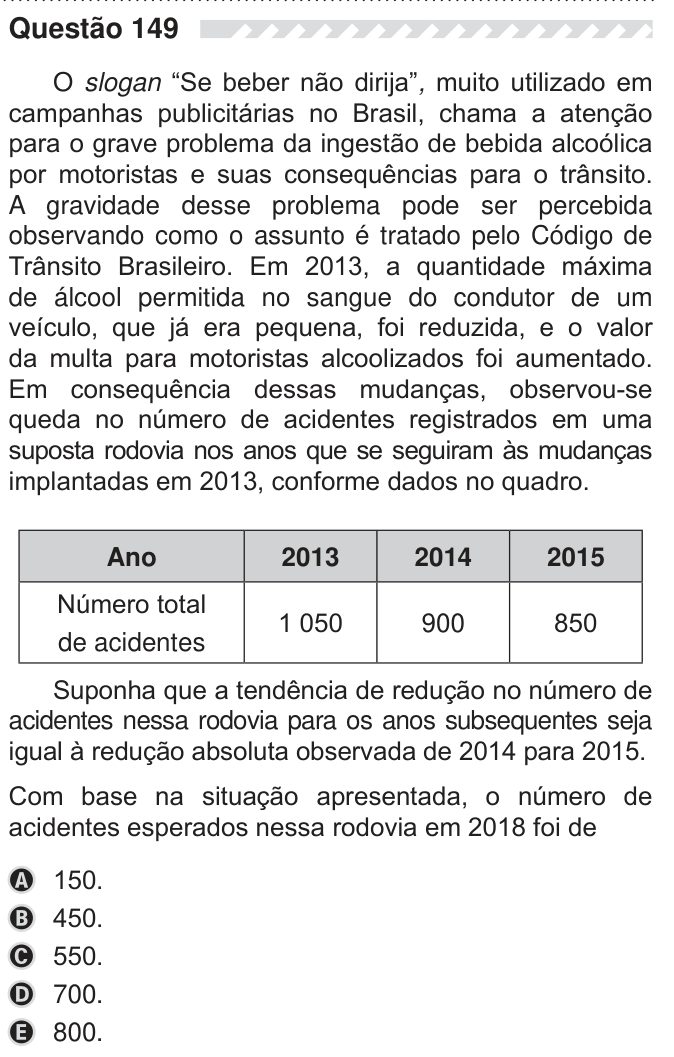 Questão 149
O slogan “Se beber não dirija”, muito utilizado em
campanhas publicitárias no Brasil, chama a atenção
para o grave problema da ingestão de bebida alcoólica
por motoristas e suas consequências para o trânsito.
A gravidade desse problema pode ser percebida
observando como o assunto é tratado pelo Código de
Trânsito Brasileiro. Em 2013, a quantidade máxima
de álcool permitida no sangue do condutor de um
veículo, que já era pequena, foi reduzida, e o valor
da multa para motoristas alcoolizados foi aumentado.
Em consequência dessas mudanças, observou-se
queda no número de acidentes registrados em uma
suposta rodovia nos anos que se seguiram às mudanças
implantadas em 2013, conforme dados no quadro.
Ano 2013 2014 2015
Número total
de acidentes 1 050 900 850
Suponha que a tendência de redução no número de
acidentes nessa rodovia para os anos subsequentes seja
igual à redução absoluta observada de 2014 para 2015.
Com base na situação apresentada, o número de
acidentes esperados nessa rodovia em 2018 foi de
A 150.
B 450.
C 550.
D 700.
E 800.